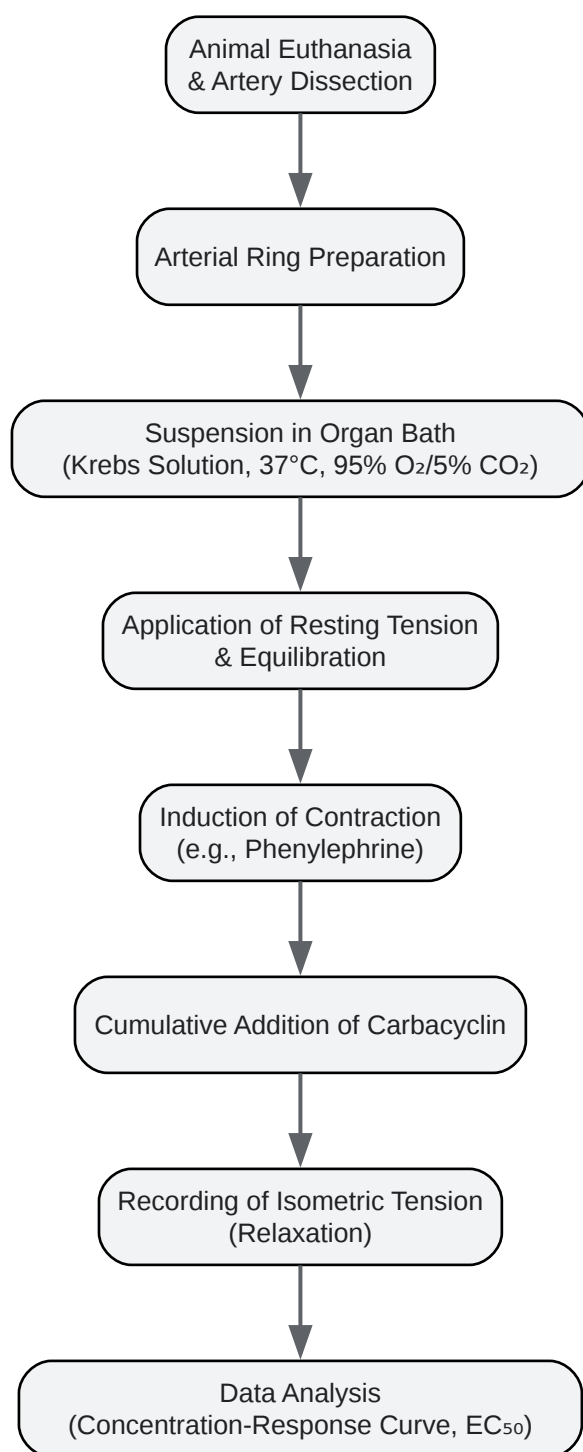 Animal Euthanasia
& Artery Dissection
Arterial Ring Preparation
Suspension in Organ Bath
(Krebs Solution, 37°C, 95% O₂/5% CO₂)
Application of Resting Tension
& Equilibration
Induction of Contraction
(e.g., Phenylephrine)
Cumulative Addition of Carbacyclin
Recording of Isometric Tension
(Relaxation)
Data Analysis
(Concentration-Response Curve, EC₅₀)